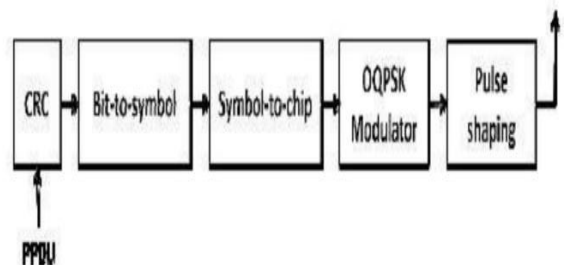 CRC
Bit-to-symbol
Symbol-to-chip
OQPSK
Modulator
Pulse
shaping
PPDU